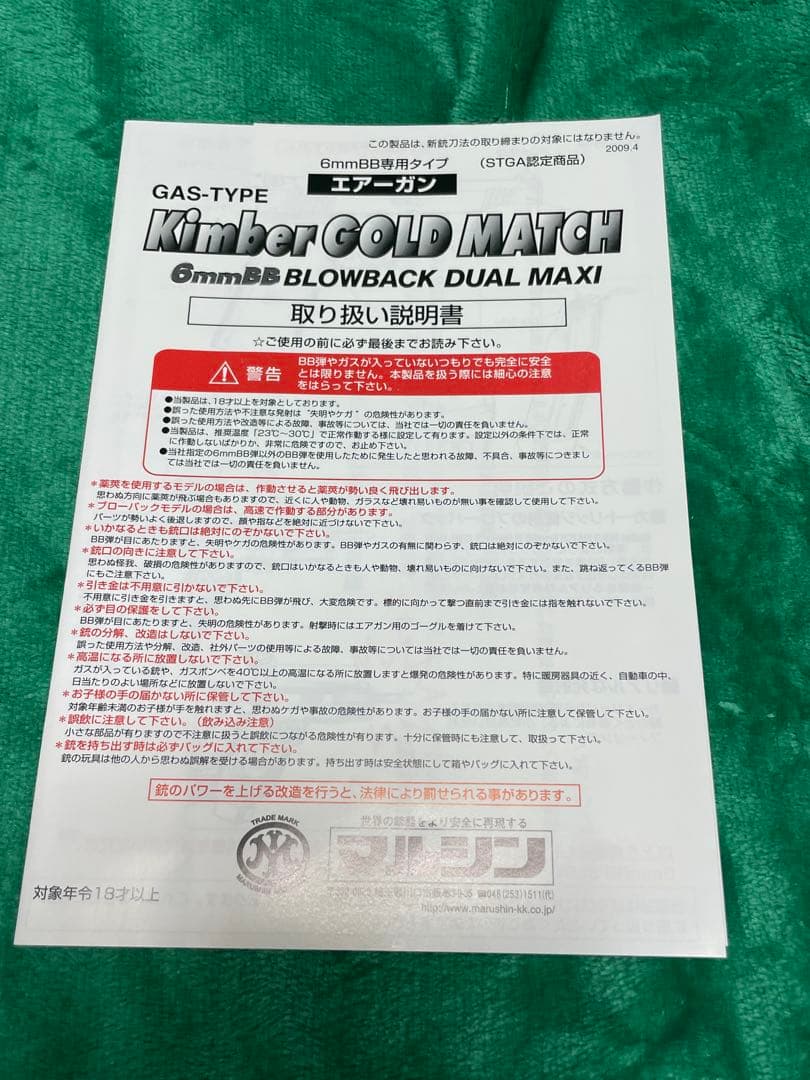 この製品は、新銃刀法の取り締まりの対象にはなりません。
2009.4
6mmBB専用タイプ (STGA認定商品)
エアーガン
GAS-TYPE
Kimber GOLD MATCH
6mmBB BLOWBACK DUAL MAXI
取り扱い説明書
☆ご使用の前に必ず最後までお読み下さい。
警告
BB弾やガスが入っていないつもりでも完全に安全
とは限りません。本製品を扱う際には細心の注意
をはらって下さい。
●当製品は、18才以上を対象としております。
●誤った使用方法や不注意な発射は "失明やケガ" の危険性があります。
●誤った使用方法や改造等による故障、事故等については、当社では一切の責任を負いません。
●当製品は、推奨温度「23℃~30℃」で正常作動する様に設定して有ります。設定以外の条件下では、正常
に作動しないばかりか、非常に危険ですので、お止め下さい。
●当社指定の6mmBB弾以外のBB弾を使用したために発生したと思われる故障、不具合、事故等につきまし
ては当社では一切の責任を負いません。
*薬莢を使用するモデルの場合は、作動させると薬莢が勢い良く飛び出します。
思わぬ方向に薬莢が飛ぶ場合もありますので、近くに人や動物、ガラスなど壊れ易いものが無い事を確認して使用して下さい。
*ブローバックモデルの場合は、高速で作動する部分があります。
パーツが勢いよく後退しますので、顔や指などを絶対に近づけないで下さい。
*いかなるときも銃口は絶対にのぞかないで下さい。
BB弾が目にあたりますと、失明やケガの危険性があります。BB弾やガスの有無に関わらず、銃口は絶対にのぞかないで下さい。
*銃口の向きに注意して下さい。
思わぬ怪我、破損の危険性がありますので、銃口はいかなるときも人や動物、壊れ易いものに向けないで下さい。また、跳ね返ってくるBB弾
にもご注意下さい。
*引き金は不用意に引かないで下さい。
不用意に引き金を引きますと、思わぬ先にBB弾が飛び、大変危険です。標的に向かって撃つ直前まで引き金には指を触れないで下さい。
*必ず目の保護をして下さい。
BB弾が目にあたりますと、失明の危険性があります。射撃時にはエアガン用のゴーグルを着けて下さい。
*銃の分解、改造はしないで下さい。
誤った使用方法や分解、改造、社外パーツの使用等による故障、事故等については当社では一切の責任を負いません。
*高温になる所に放置しないで下さい。
ガスが入っている銃や、ガスボンベを40℃以上の高温になる所に放置しますと爆発の危険性があります。特に暖房器具の近く、自動車の中、
日当たりのよい場所などに放置しないで下さい。
*お子様の手の届かない所に保管して下さい。
対象年齢未満のお子様が手を触れますと、思わぬケガや事故の危険性があります。お子様の手の届かない所に注意して保管して下さい。
*誤飲に注意して下さい。(飲み込み注意)
小さな部品が有りますので不注意に扱うと誤飲につながる危険性が有ります。十分に保管時にも注意して、取扱って下さい。
*銃を持ち出す時は必ずバッグに入れて下さい。
銃の玩具は他の人から思わぬ誤解を受ける場合があります。持ち出す時は安全状態にして箱やバッグに入れて下さい。
銃のパワーを上げる改造を行うと、法律により罰せられる事があります。
TRADE MARK
世界の銃器をより安全に再現する
マルシン
☎048(253)1511(代)
http://www.marushin-kk.co.jp/
対象年令18才以上